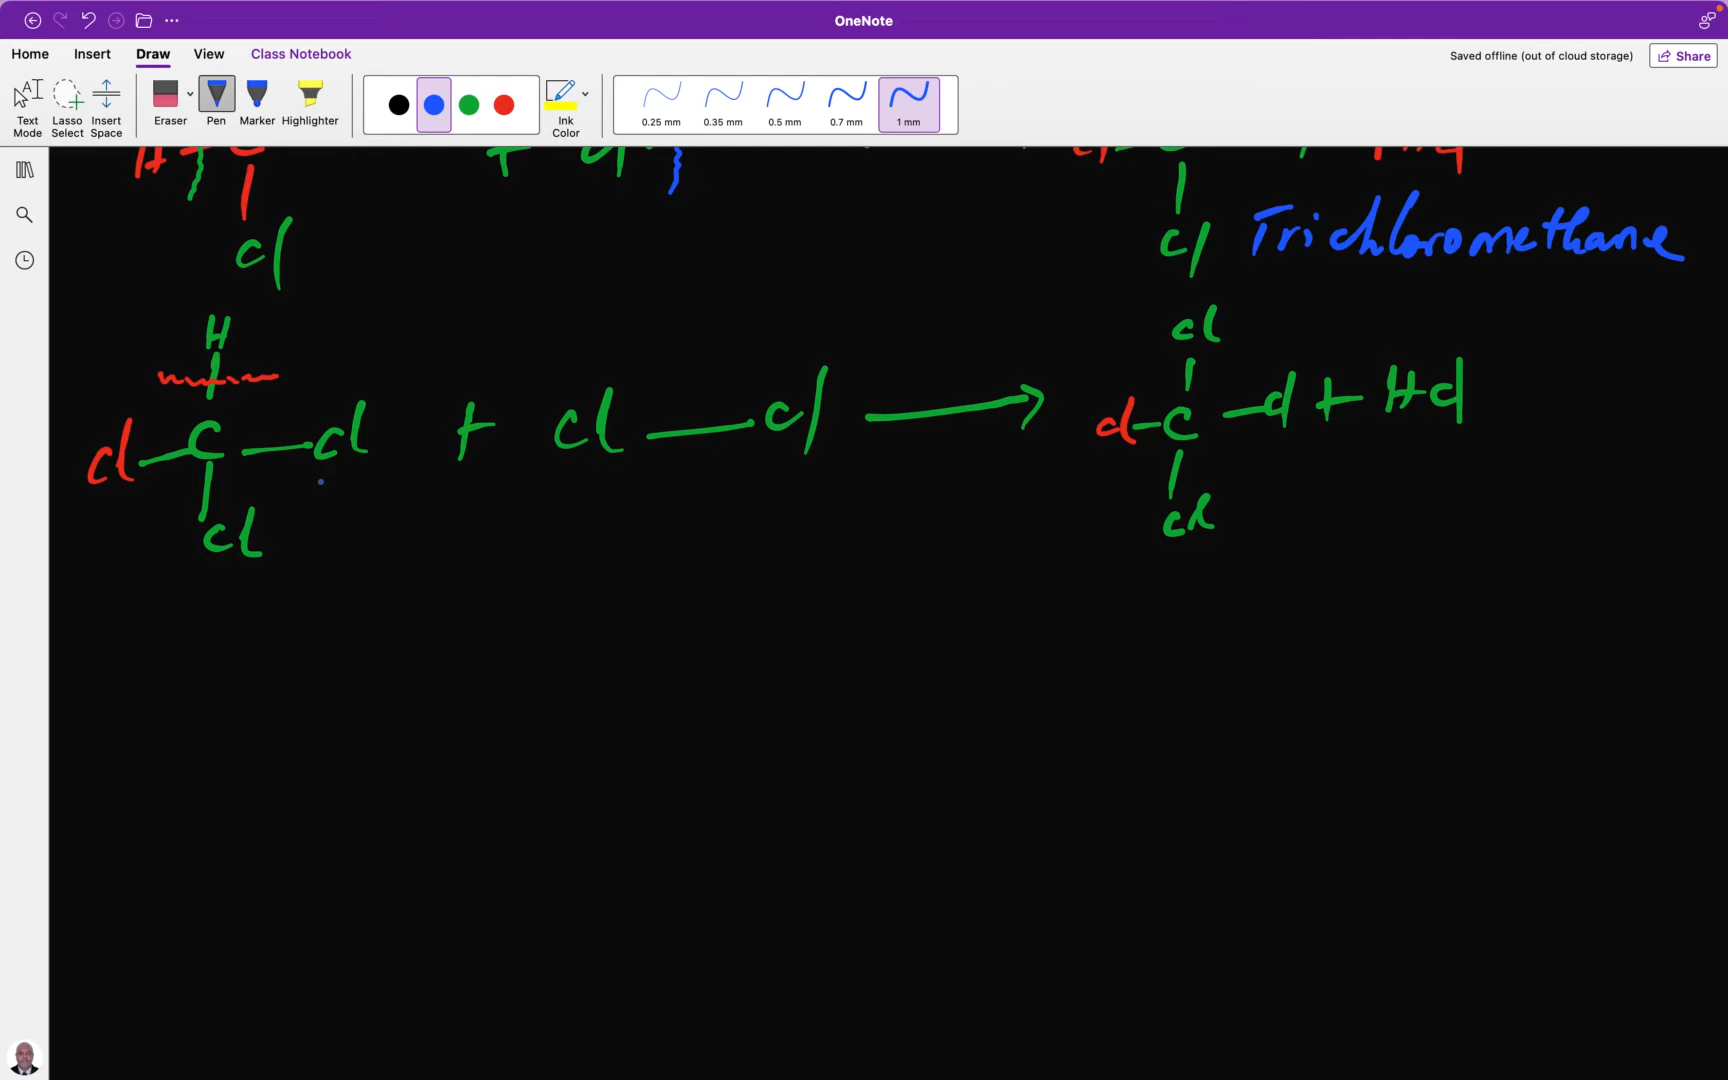 OneNote
Home Insert Draw View Class Notebook
Saved offline (out of cloud storage) Share
Text Mode
Lasso Select
Insert Space
Eraser
Pen
Marker
Highlighter
Ink Color
0.25 mm 0.35 mm 0.5 mm 0.7 mm 1 mm
Cl
Cl Trichloromethane
H
Cl
Cl — C — Cl + Cl — Cl → Cl — C — Cl + HCl
Cl
Cl